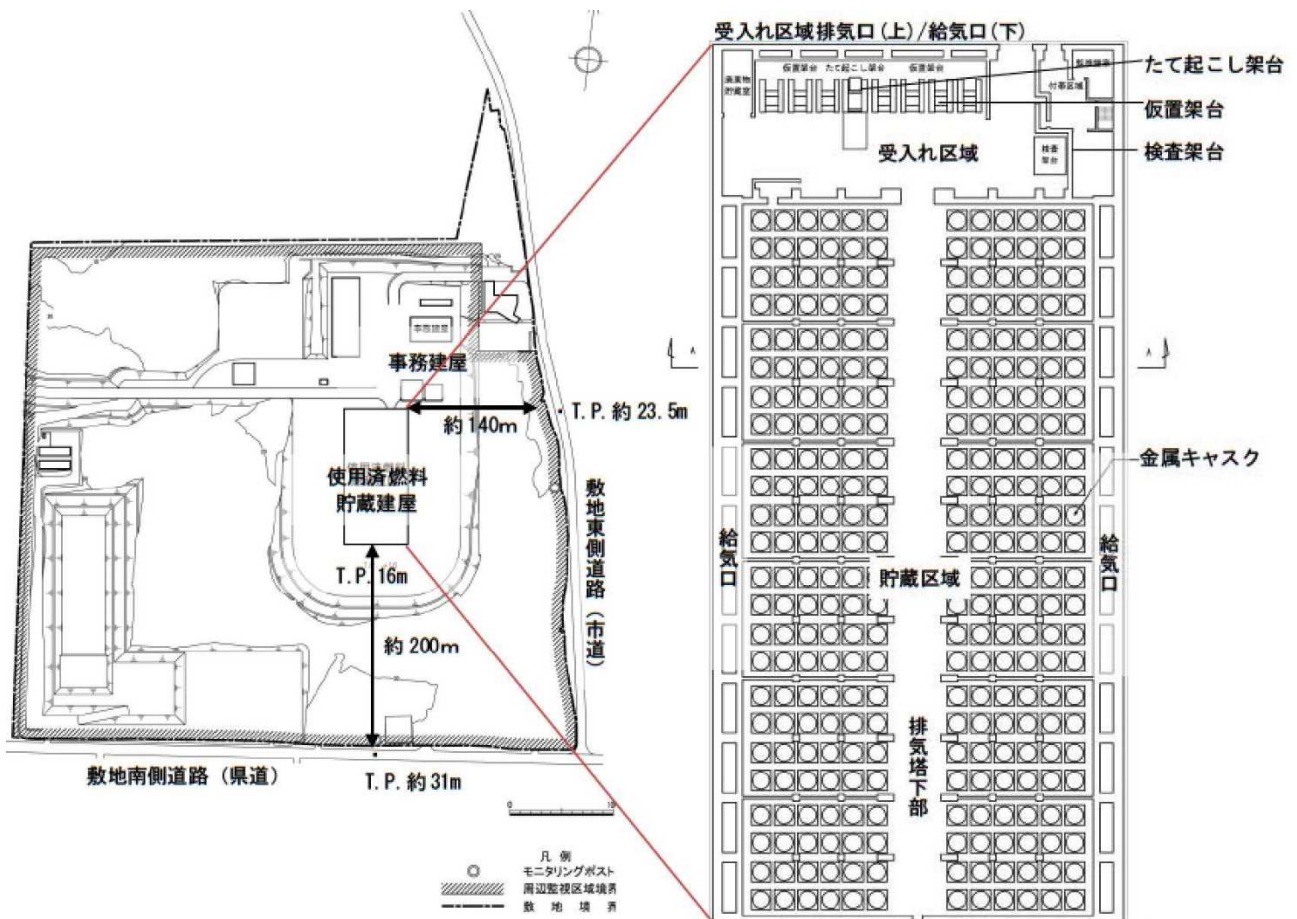 受入れ区域排気口(上)/給気口(下)
仮置架台
たて起こし架台
仮置架台
廃棄物
貯蔵室
付帯区域
たて起こし架台
仮置架台
検査架台
受入れ区域
検査
架台
金属キャスク
給気口
給気口
貯蔵区域
排気塔下部
事務建屋
事務建屋
約140m
T.P.約23.5m
使用済燃料
貯蔵建屋
T.P.16m
敷地東側道路(市道)
約200m
敷地南側道路(県道)
T.P.約31m
0
凡例
モニタリングポスト
周辺監視区域境界
敷地境界